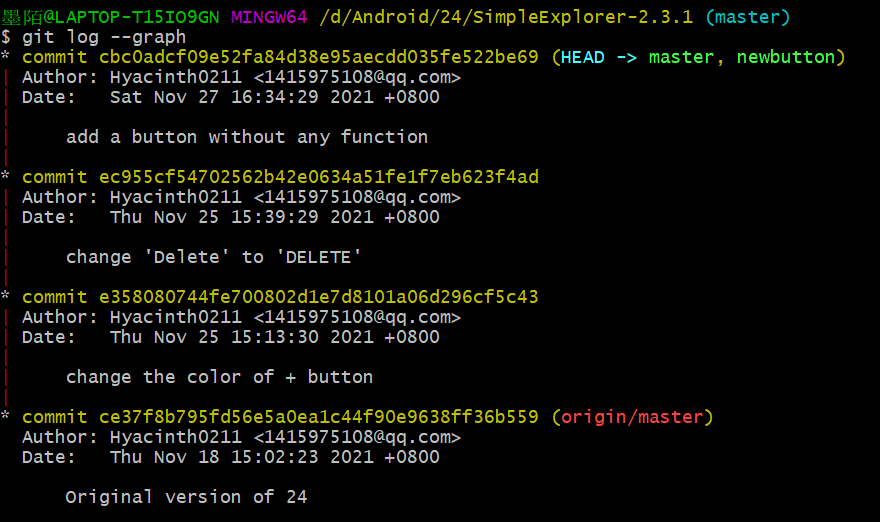 墨陌@LAPTOP-T15IO9GN MINGW64 /d/Android/24/SimpleExplorer-2.3.1 (master)
$ git log --graph
* commit cbc0adcf09e52fa84d38e95aecdd035fe522be69 (HEAD -> master, newbutton)
| Author: Hyacinth0211 <1415975108@qq.com>
| Date:   Sat Nov 27 16:34:29 2021 +0800
|
|     add a button without any function
|
* commit ec955cf54702562b42e0634a51fe1f7eb623f4ad
| Author: Hyacinth0211 <1415975108@qq.com>
| Date:   Thu Nov 25 15:39:29 2021 +0800
|
|     change 'Delete' to 'DELETE'
|
* commit e358080744fe700802d1e7d8101a06d296cf5c43
| Author: Hyacinth0211 <1415975108@qq.com>
| Date:   Thu Nov 25 15:13:30 2021 +0800
|
|     change the color of + button
|
* commit ce37f8b795fd56e5a0ea1c44f90e9638ff36b559 (origin/master)
  Author: Hyacinth0211 <1415975108@qq.com>
  Date:   Thu Nov 18 15:02:23 2021 +0800
      Original version of 24